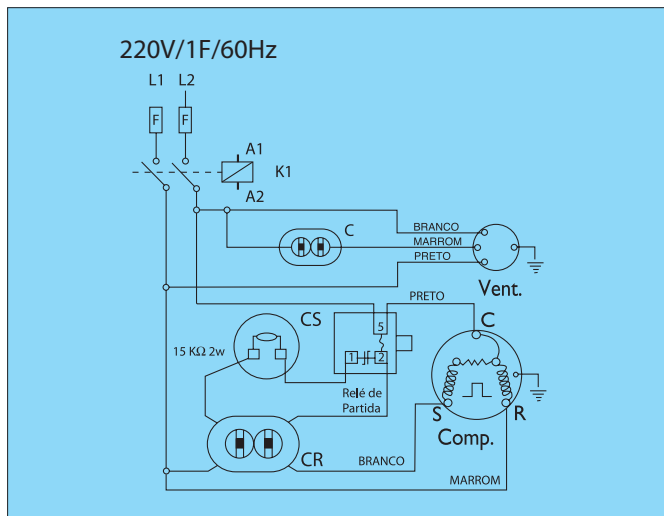 220V/1F/60Hz
L1 L2
F F
A1
K1
A2
C
BRANCO
MARROM
PRETO
Vent.
PRETO
CS
5
C
15 KΩ 2w
1 2
Relé de
Partida
S R
Comp.
CR
BRANCO
MARROM